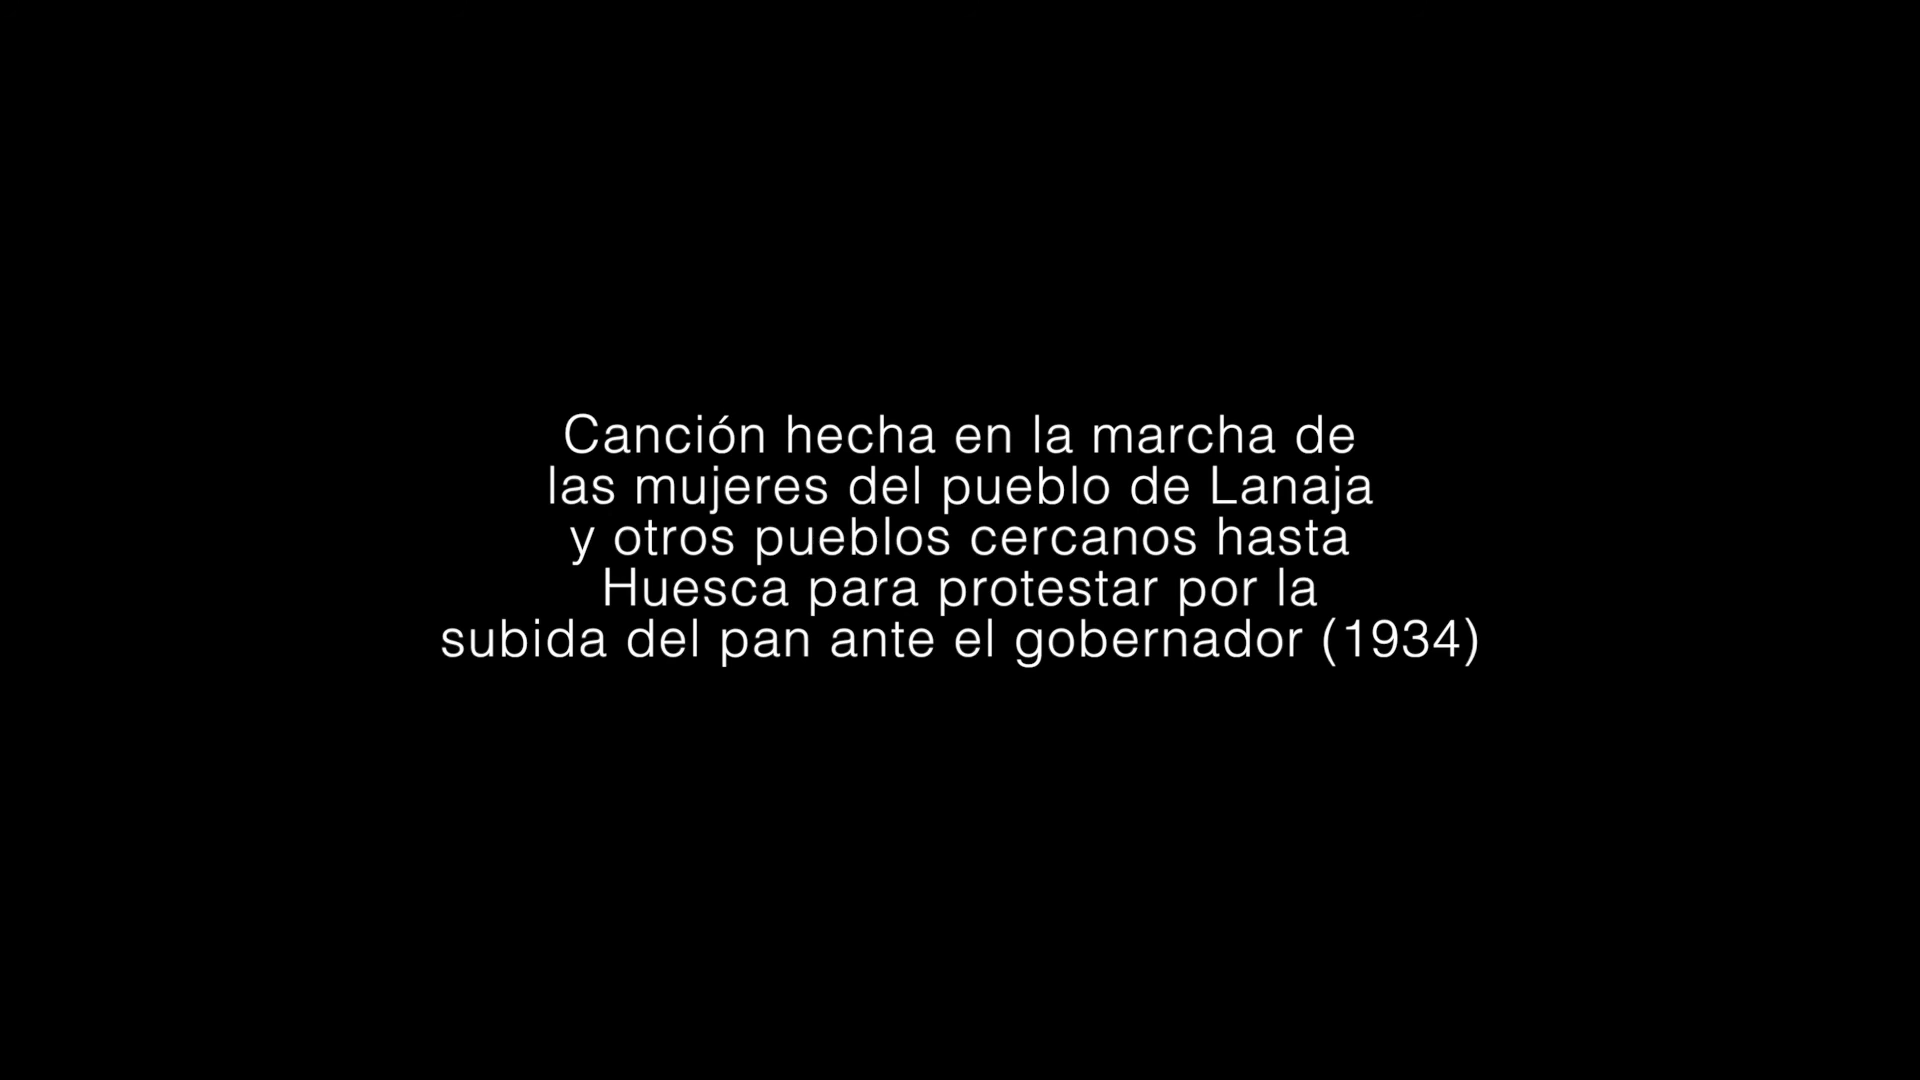 Canción hecha en la marcha de
las mujeres del pueblo de Lanaja
y otros pueblos cercanos hasta
Huesca para protestar por la
subida del pan ante el gobernador (1934)